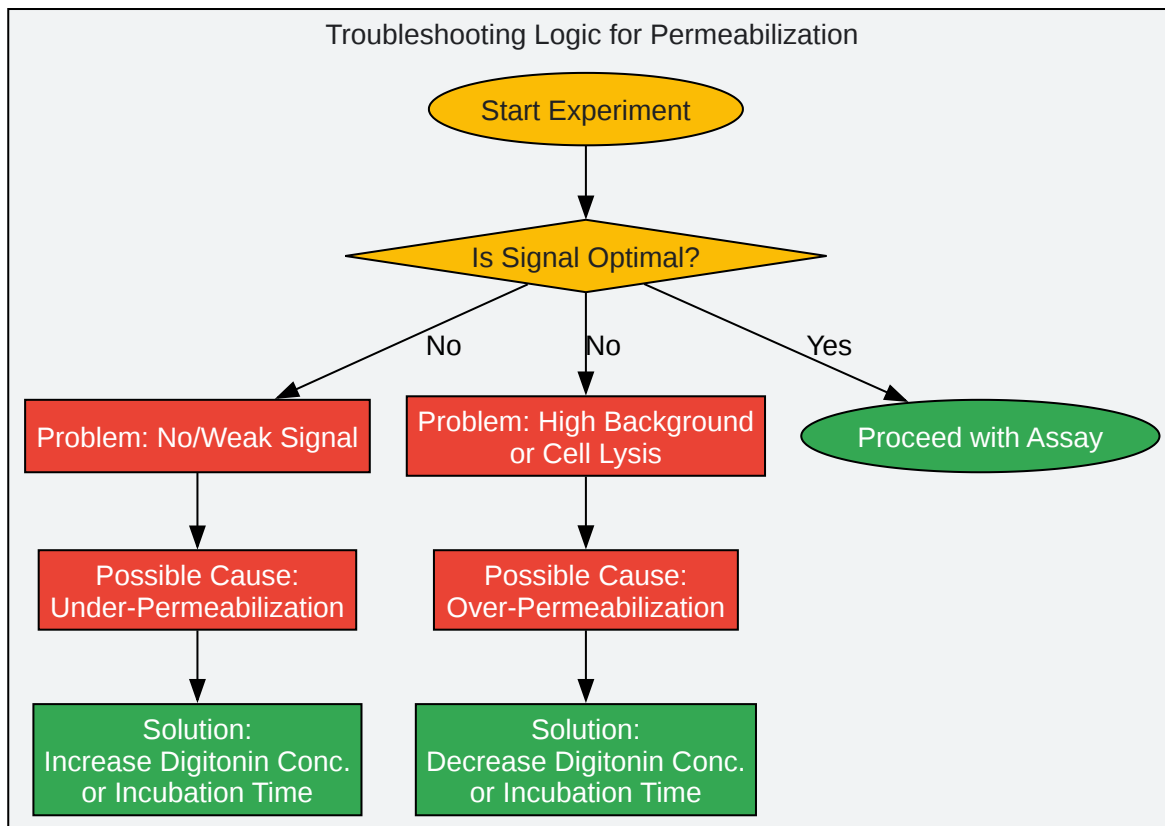 Troubleshooting Logic for Permeabilization
Start Experiment
Is Signal Optimal?
No
No
Yes
Problem: No/Weak Signal
Problem: High Background
or Cell Lysis
Proceed with Assay
Possible Cause:
Under-Permeabilization
Possible Cause:
Over-Permeabilization
Solution:
Increase Digitonin Conc.
or Incubation Time
Solution:
Decrease Digitonin Conc.
or Incubation Time